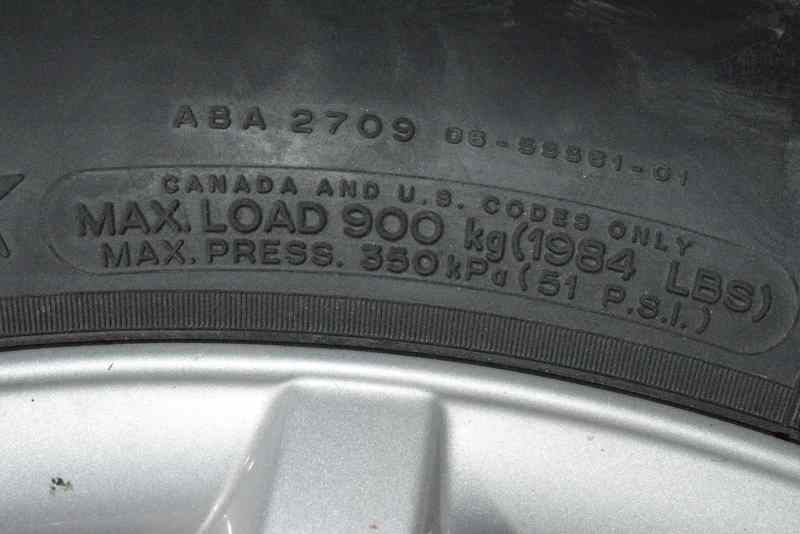 ABA 2709
CANADA AND U.S. CODES ONLY
MAX. LOAD 900 kg (1984 LBS)
MAX. PRESS. 350 kPa (51 P.S.I.)